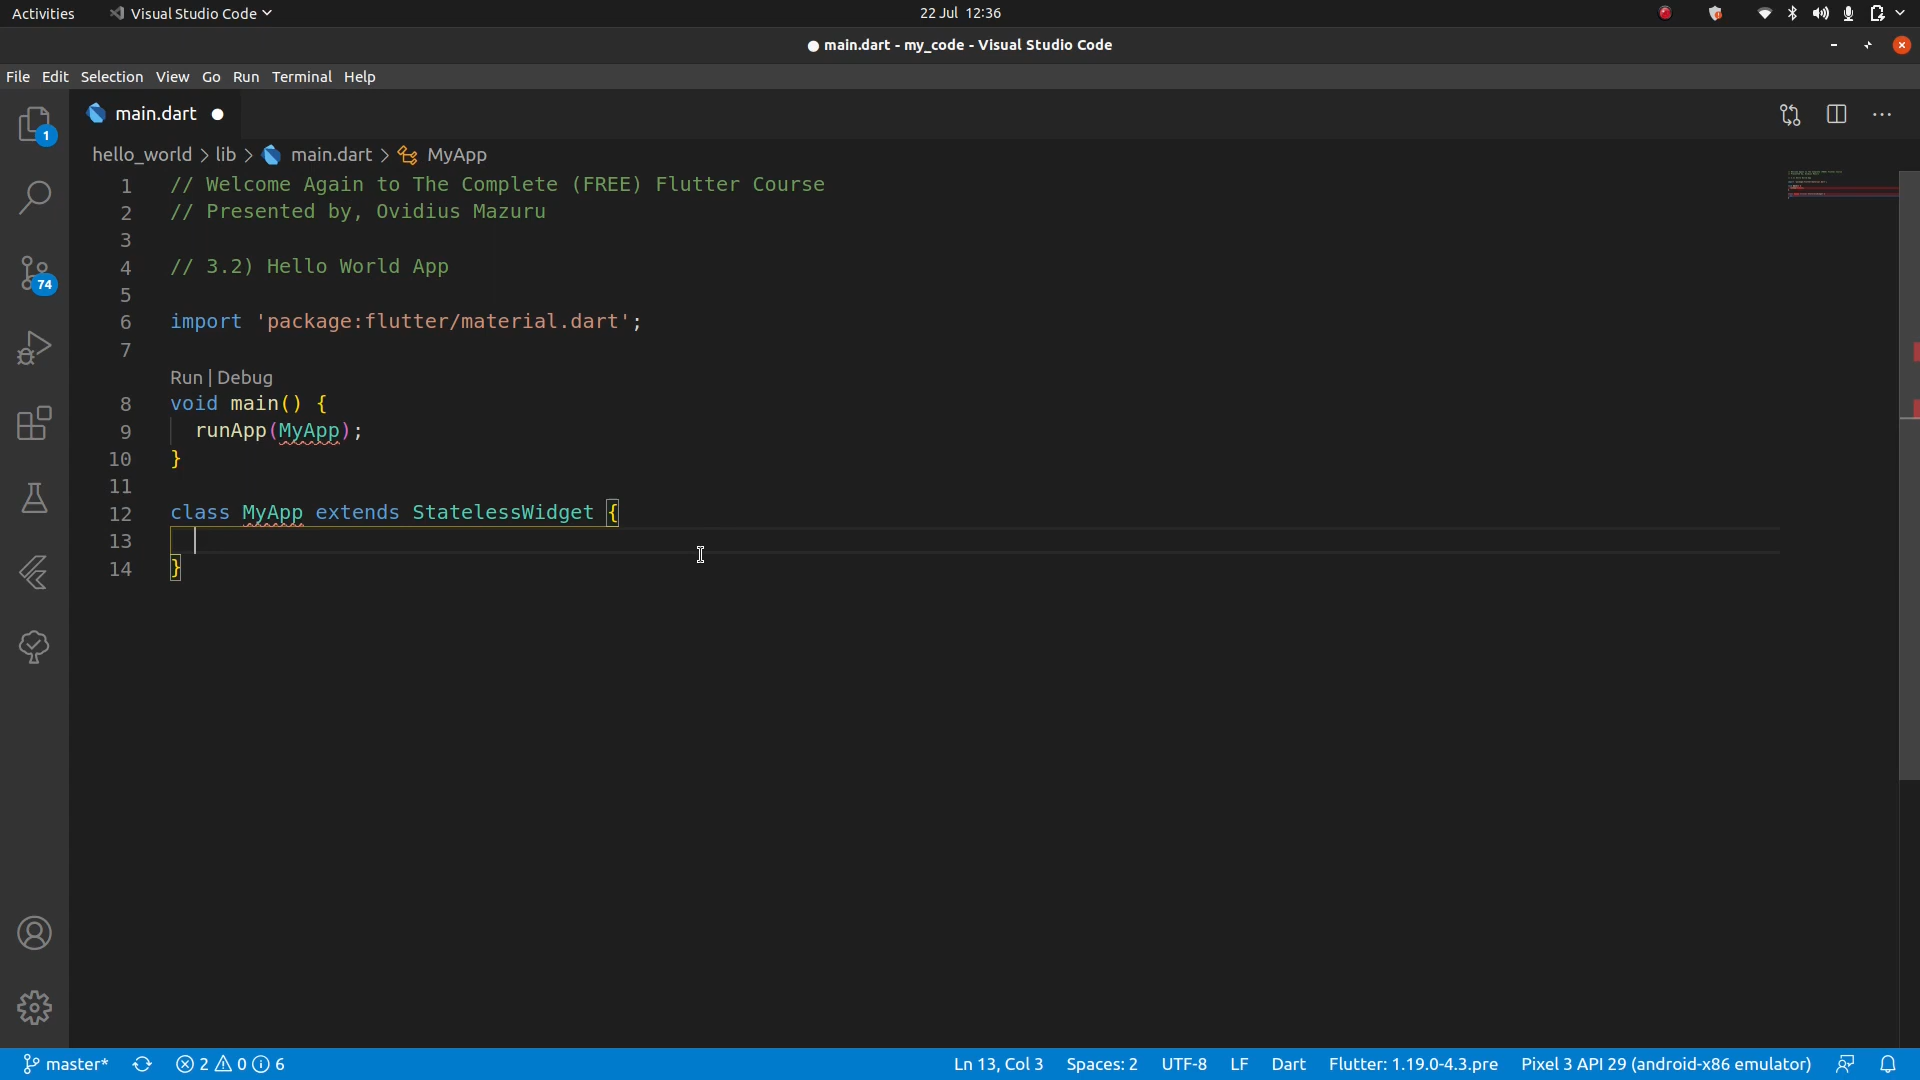 Activities Visual Studio Code 22 Jul 12:36
● main.dart - my_code - Visual Studio Code
File Edit Selection View Go Run Terminal Help
main.dart ●
hello_world > lib > main.dart > MyApp
1 // Welcome Again to The Complete (FREE) Flutter Course
2 // Presented by, Ovidius Mazuru
3
4 // 3.2) Hello World App
5
6 import 'package:flutter/material.dart';
7
Run | Debug
8 void main() {
9 runApp(MyApp);
10 }
11
12 class MyApp extends StatelessWidget {
13
14 }
1
74
master* 2 0 6 Ln 13, Col 3 Spaces: 2 UTF-8 LF Dart Flutter: 1.19.0-4.3.pre Pixel 3 API 29 (android-x86 emulator)